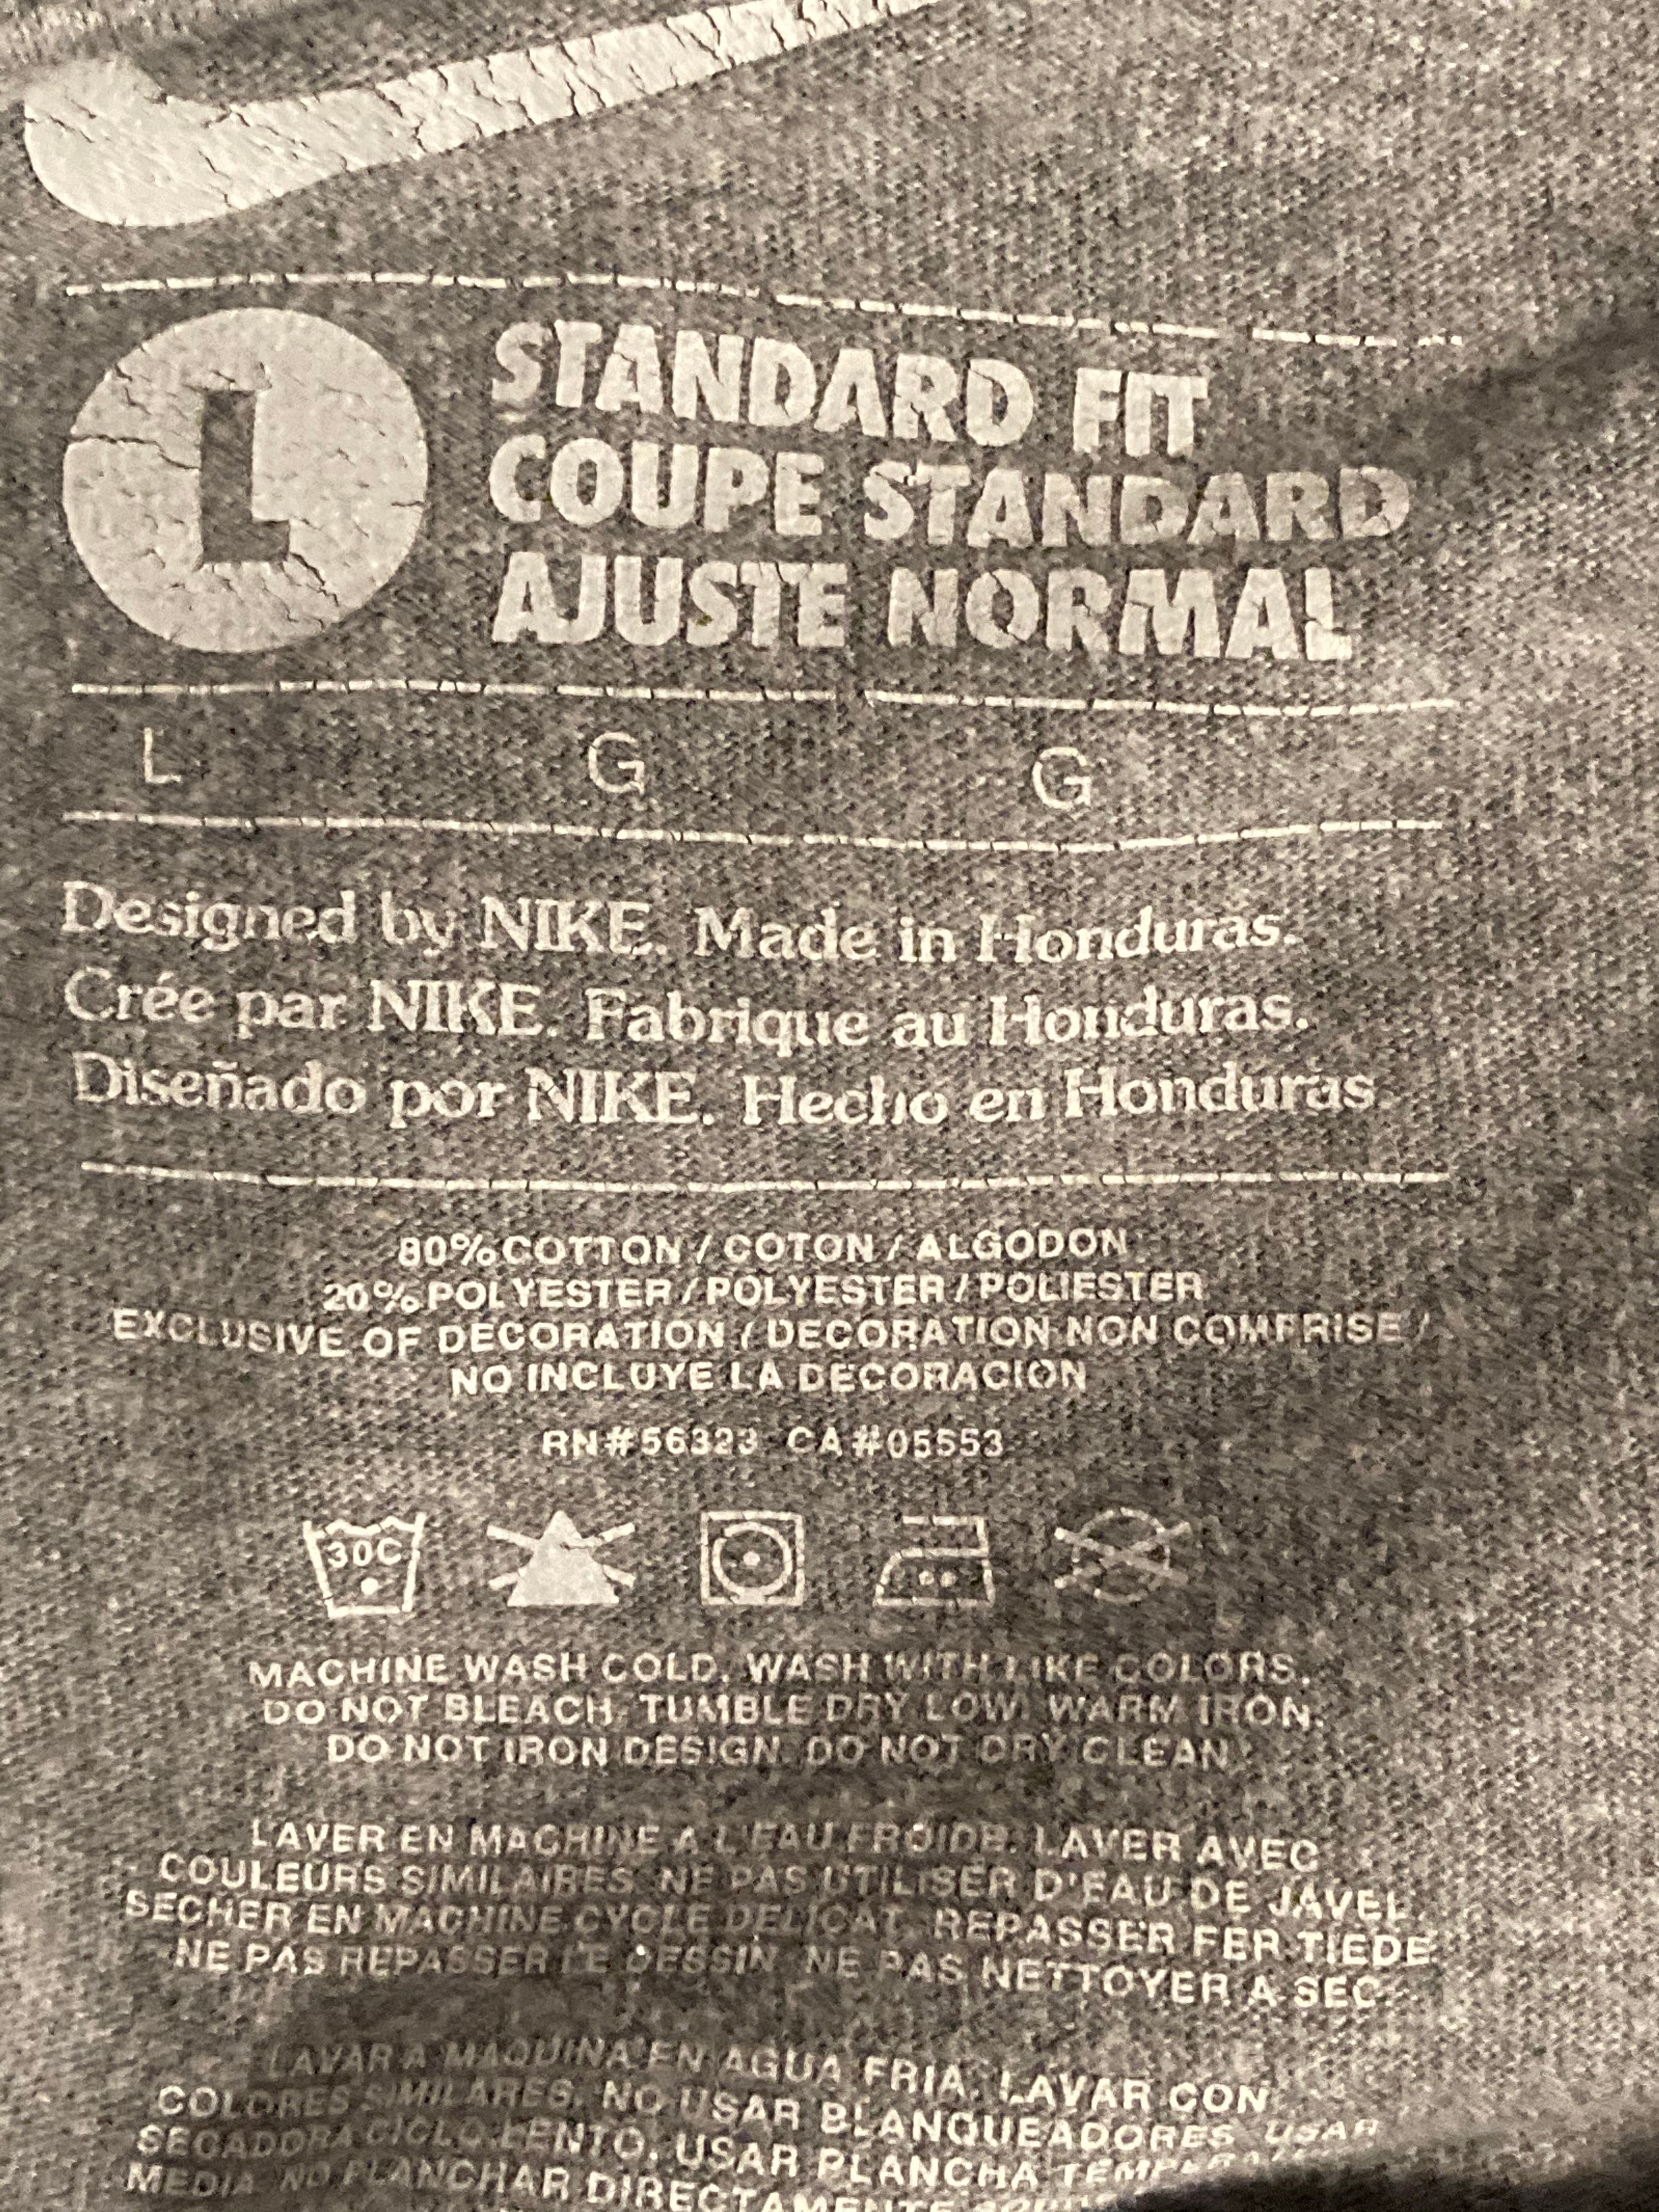 L
STANDARD FIT
COUPE STANDARD
AJUSTE NORMAL
L G G
Designed by NIKE. Made in Honduras.
Crée par NIKE. Fabrique au Honduras.
Diseñado por NIKE. Hecho en Honduras
80% COTTON / COTON / ALGODON
20% POLYESTER / POLYESTER / POLIESTER
EXCLUSIVE OF DECORATION / DECORATION NON COMPRISE /
NO INCLUYE LA DECORACION
RN#56323 CA#05553
30C
MACHINE WASH COLD. WASH WITH LIKE COLORS.
DO NOT BLEACH. TUMBLE DRY LOW. WARM IRON.
DO NOT IRON DESIGN. DO NOT DRY CLEAN.
LAVER EN MACHINE A L'EAU FROIDE. LAVER AVEC
COULEURS SIMILAIRES. NE PAS UTILISER D'EAU DE JAVEL.
SECHER EN MACHINE CYCLE DELICAT. REPASSER FER TIEDE
NE PAS REPASSER LE DESSIN. NE PAS NETTOYER A SEC.
LAVAR A MAQUINA EN AGUA FRIA. LAVAR CON
COLORES SIMILARES. NO USAR BLANQUEADORES. USAR
SECADORA CICLO LENTO. USAR PLANCHA
MEDIA. NO PLANCHAR DIRECTAMENTE